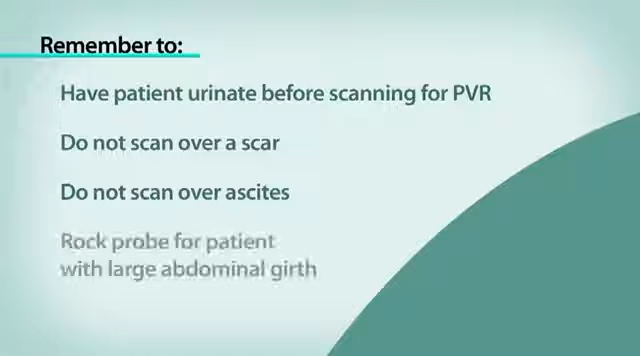 Remember to:
Have patient urinate before scanning for PVR
Do not scan over a scar
Do not scan over ascites
Rock probe for patient
with large abdominal girth